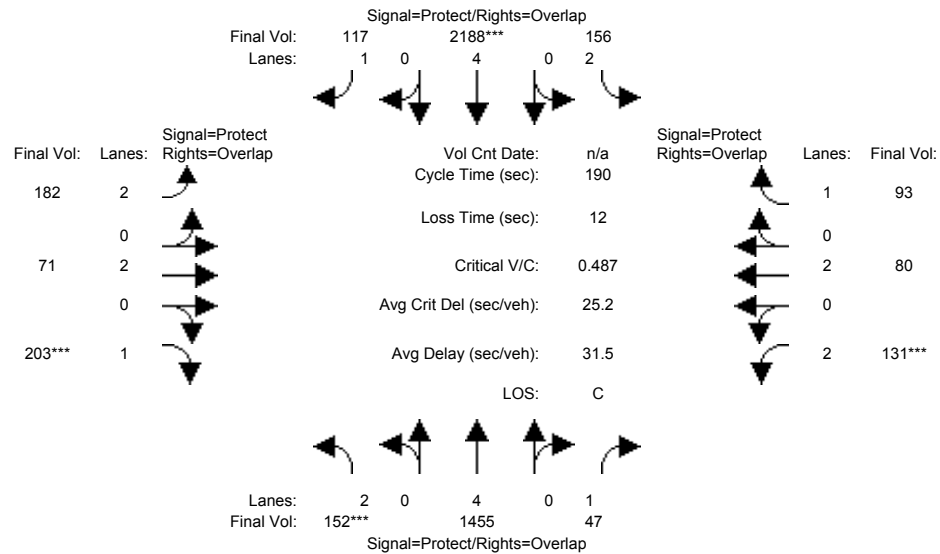 Signal=Protect/Rights=Overlap
Final Vol: 117 2188*** 156
Lanes: 1 0 4 0 2
Signal=Protect Signal=Protect
Final Vol: Lanes: Rights=Overlap Vol Cnt Date: n/a Rights=Overlap Lanes: Final Vol:
Cycle Time (sec): 190
182 2 1 93
Loss Time (sec): 12
0 0
71 2 Critical V/C: 0.487 2 80
0 Avg Crit Del (sec/veh): 25.2 0
203*** 1 Avg Delay (sec/veh): 31.5 2 131***
LOS: C
Lanes: 2 0 4 0 1
Final Vol: 152*** 1455 47
Signal=Protect/Rights=Overlap